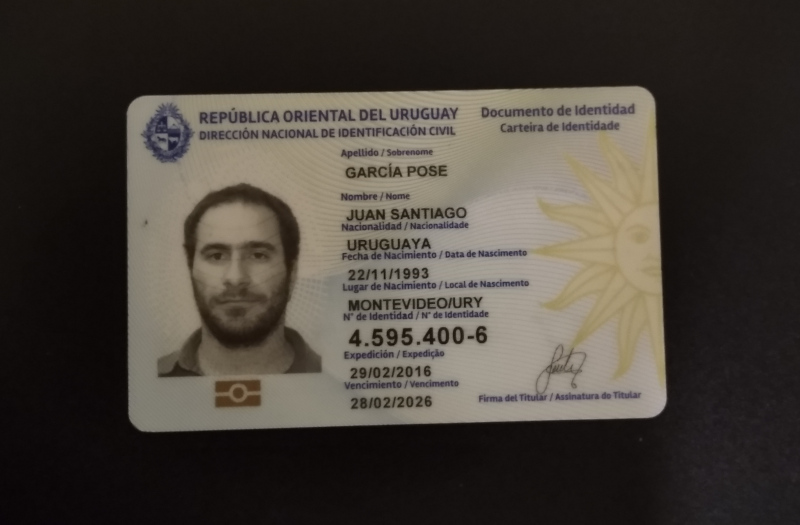 REPÚBLICA ORIENTAL DEL URUGUAY
DIRECCIÓN NACIONAL DE IDENTIFICACIÓN CIVIL
Documento de Identidad
Carteira de Identidade
Apellido / Sobrenome
GARCÍA POSE
Nombre / Nome
JUAN SANTIAGO
Nacionalidad / Nacionalidade
URUGUAYA
Fecha de Nacimiento / Data de Nascimento
22/11/1993
Lugar de Nacimiento / Local de Nascimento
MONTEVIDEO/URY
N° de Identidad / N° de Identidade
4.595.400-6
Expedición / Expedição
29/02/2016
Vencimiento / Vencimento
28/02/2026
Firma del Titular / Assinatura do Titular